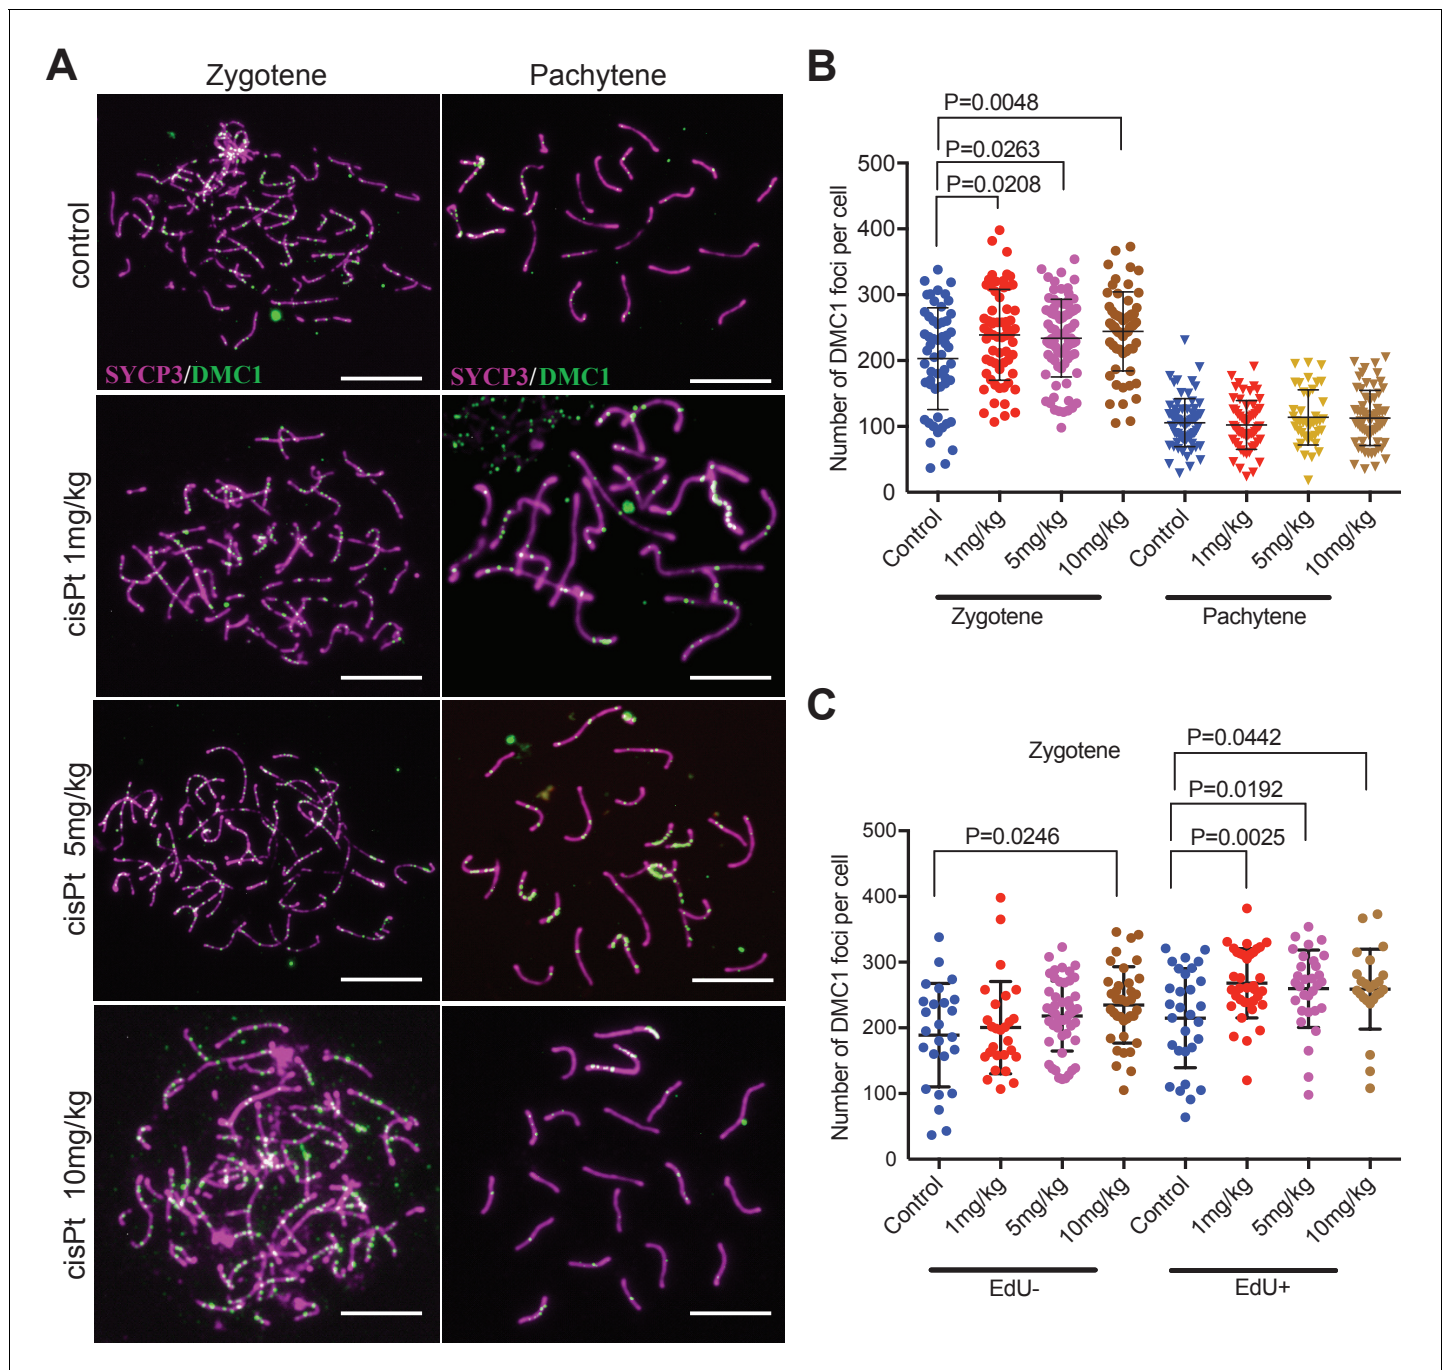 A
Zygotene
Pachytene
control
SYCP3/DMC1
SYCP3/DMC1
cisPt 1mg/kg
cisPt 5mg/kg
cisPt 10mg/kg
B
P=0.0048
P=0.0263
P=0.0208
Number of DMC1 foci per cell
500
400
300
200
100
0
Control
1mg/kg
5mg/kg
10mg/kg
Control
1mg/kg
5mg/kg
10mg/kg
Zygotene
Pachytene
C
Zygotene
P=0.0442
P=0.0192
P=0.0246
P=0.0025
Number of DMC1 foci per cell
500
400
300
200
100
0
Control
1mg/kg
5mg/kg
10mg/kg
Control
1mg/kg
5mg/kg
10mg/kg
EdU-
EdU+